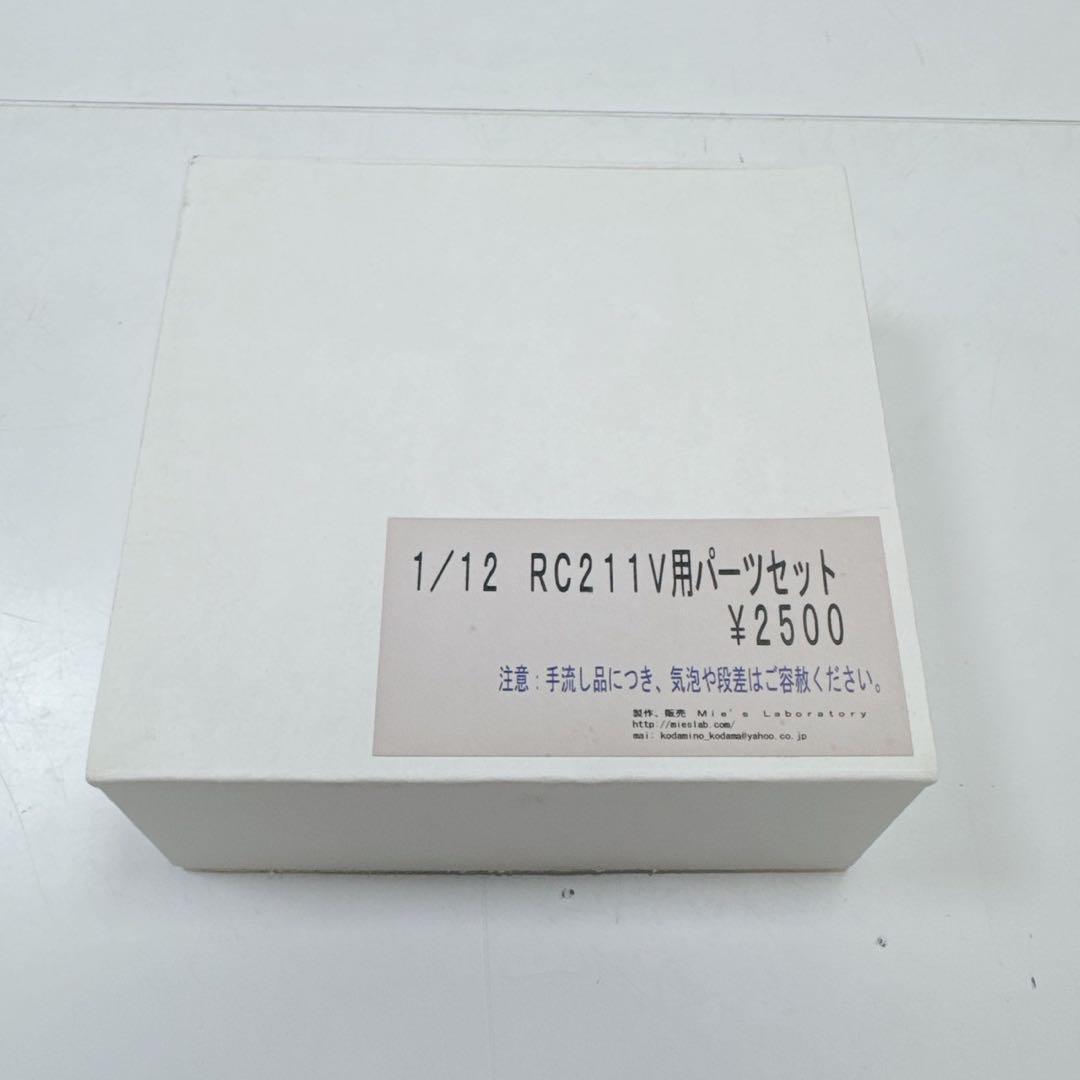 1/12 RC211V用パーツセット
¥2500
注意：手流し品につき、気泡や段差はご容赦ください。
製作、販売 Mie's Laboratory
http://mieslab.com/
mai: kodamino_kodama@yahoo.co.jp